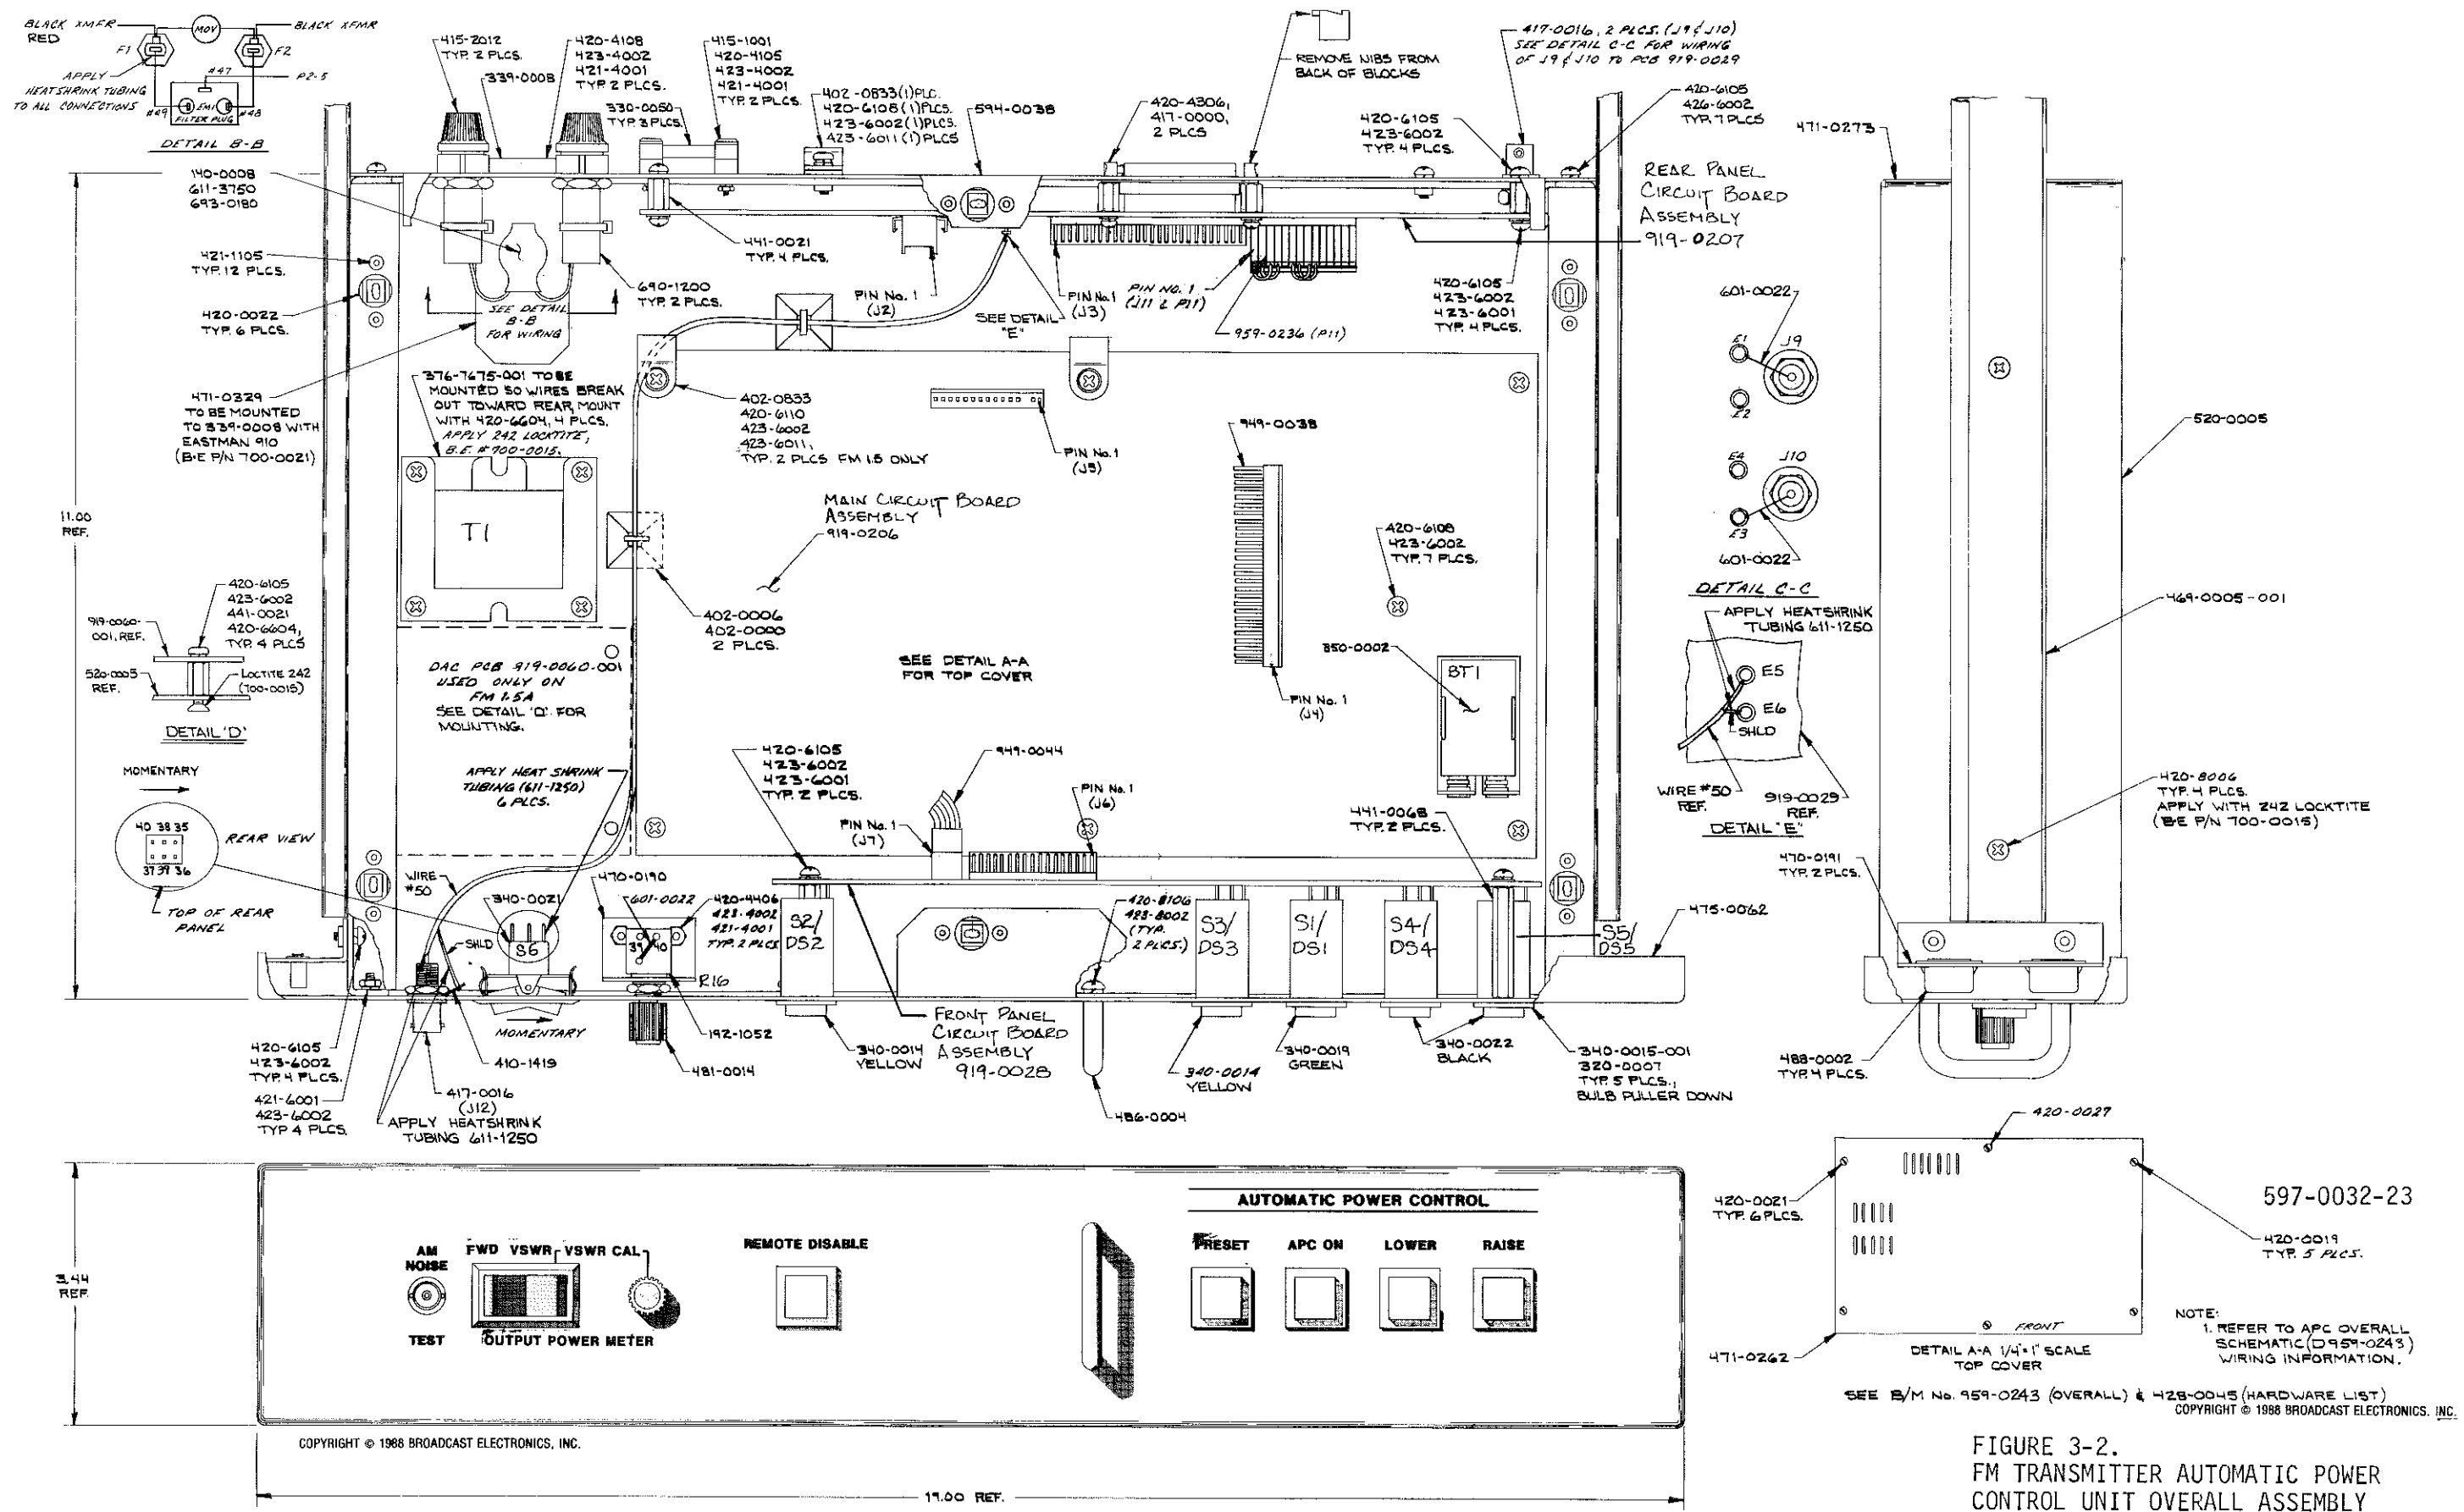 BLACK XMFR
RED
MOV
BLACK XFMR
F1
F2
APPLY
HEATSHRINK TUBING
TO ALL CONNECTIONS
#47
P2-5
#49
EMI
#48
FILTER PLUG
DETAIL B-B
415-2012
TYP. 2 PLCS.
339-0008
420-4108
423-4002
421-4001
TYP. 2 PLCS.
330-0050
TYP. 3 PLCS.
415-1001
420-4105
423-4002
421-4001
TYP. 2 PLCS.
402-0833(1)PLC.
420-6108(1)PLCS.
423-6002(1)PLCS.
423-6011(1)PLCS
594-0038
420-4306,
417-0000,
2 PLCS
REMOVE NIBS FROM
BACK OF BLOCKS
417-0016, 2 PLCS. (J9 & J10)
SEE DETAIL C-C FOR WIRING
OF J9 & J10 TO PCB 919-0029
420-6105
423-6002
TYP. 4 PLCS.
420-6105
426-6002
TYP. 7 PLCS
REAR PANEL
CIRCUIT BOARD
ASSEMBLY
919-0207
471-0273
140-0008
611-3750
693-0180
421-1105
TYP. 12 PLCS.
420-0022
TYP. 6 PLCS.
441-0021
TYP. 4 PLCS.
690-1200
TYP. 2 PLCS.
SEE DETAIL
B-B
FOR WIRING
PIN No. 1
(J2)
SEE DETAIL
"E"
PIN No. 1
(J3)
PIN NO. 1
(J11 & P11)
959-0236 (P11)
420-6105
423-6002
423-6001
TYP. 4 PLCS.
471-0329
TO BE MOUNTED
TO 339-0008 WITH
EASTMAN 910
(B.E P/N 700-0021)
376-7675-001 TO BE
MOUNTED SO WIRES BREAK
OUT TOWARD REAR, MOUNT
WITH 420-6604, 4 PLCS.
APPLY 242 LOCKTITE,
B.E. # 700-0015.
402-0833
420-6110
423-6002
423-6011,
TYP. 2 PLCS FM 1.5 ONLY
PIN No. 1
(J5)
949-0038
601-0022
E1
J9
E2
E4
J10
E3
601-0022
DETAIL C-C
520-0005
11.00
REF.
T1
MAIN CIRCUIT BOARD
ASSEMBLY
919-0206
420-6108
423-6002
TYP. 7 PLCS.
402-0006
402-0000
2 PLCS.
420-6105
423-6002
441-0021
420-6604,
TYP. 4 PLCS
919-0060-
001, REF.
520-0005
REF.
LOCTITE 242
(700-0015)
DETAIL 'D'
DAC PCB 919-0060-001
USED ONLY ON
FM 1.5A
SEE DETAIL 'D' FOR
MOUNTING.
SEE DETAIL A-A
FOR TOP COVER
850-0002
BT1
PIN No. 1
(J4)
APPLY HEATSHRINK
TUBING 611-1250
E5
E6
SHLD
WIRE #50
REF.
919-0029
REF.
DETAIL "E"
469-0005-001
420-8006
TYP. 4 PLCS.
APPLY WITH 242 LOCKTITE
(BE P/N 700-0015)
470-0191
TYP. 2 PLCS.
MOMENTARY
40 38 35
37 39 36
REAR VIEW
TOP OF REAR
PANEL
APPLY HEAT SHRINK
TUBING (611-1250)
6 PLCS.
420-6105
423-6002
423-6001
TYP. 2 PLCS.
949-0044
PIN No. 1
(J7)
PIN No. 1
(J6)
441-0068
TYP. 2 PLCS.
WIRE
#50
340-0021
S6
SHLD
470-0190
601-0022
39 40
420-4406
423-4002
421-4001
TYP. 2 PLCS
R16
S2/
DS2
420-8106
423-8002
(TYP.
2 PLCS.)
S3/
DS3
S1/
DS1
S4/
DS4
S5/
DS5
475-0062
420-6105
423-6002
TYP. 4 PLCS.
421-6001
423-6002
TYP 4 PLCS.
410-1419
417-0016
(J12)
APPLY HEATSHRINK
TUBING 611-1250
MOMENTARY
192-1052
481-0014
340-0014
YELLOW
FRONT PANEL
CIRCUIT BOARD
ASSEMBLY
919-0028
486-0004
340-0014
YELLOW
340-0019
GREEN
340-0022
BLACK
340-0015-001
320-0007
TYP. 5 PLCS.,
BULB PULLER DOWN
488-0002
TYP. 4 PLCS.
3.44
REF.
AM
NOISE
TEST
FWD VSWR VSWR CAL
OUTPUT POWER METER
REMOTE DISABLE
AUTOMATIC POWER CONTROL
PRESET
APC ON
LOWER
RAISE
420-0027
420-0021
TYP. 6 PLCS.
420-0019
TYP. 5 PLCS.
471-0262
FRONT
DETAIL A-A 1/4"=1" SCALE
TOP COVER
597-0032-23
NOTE:
1. REFER TO APC OVERALL
SCHEMATIC (D959-0243)
WIRING INFORMATION.
SEE B/M No. 959-0243 (OVERALL) & 428-0045 (HARDWARE LIST)
COPYRIGHT © 1988 BROADCAST ELECTRONICS, INC.
COPYRIGHT © 1988 BROADCAST ELECTRONICS, INC.
19.00 REF.
FIGURE 3-2.
FM TRANSMITTER AUTOMATIC POWER
CONTROL UNIT OVERALL ASSEMBLY